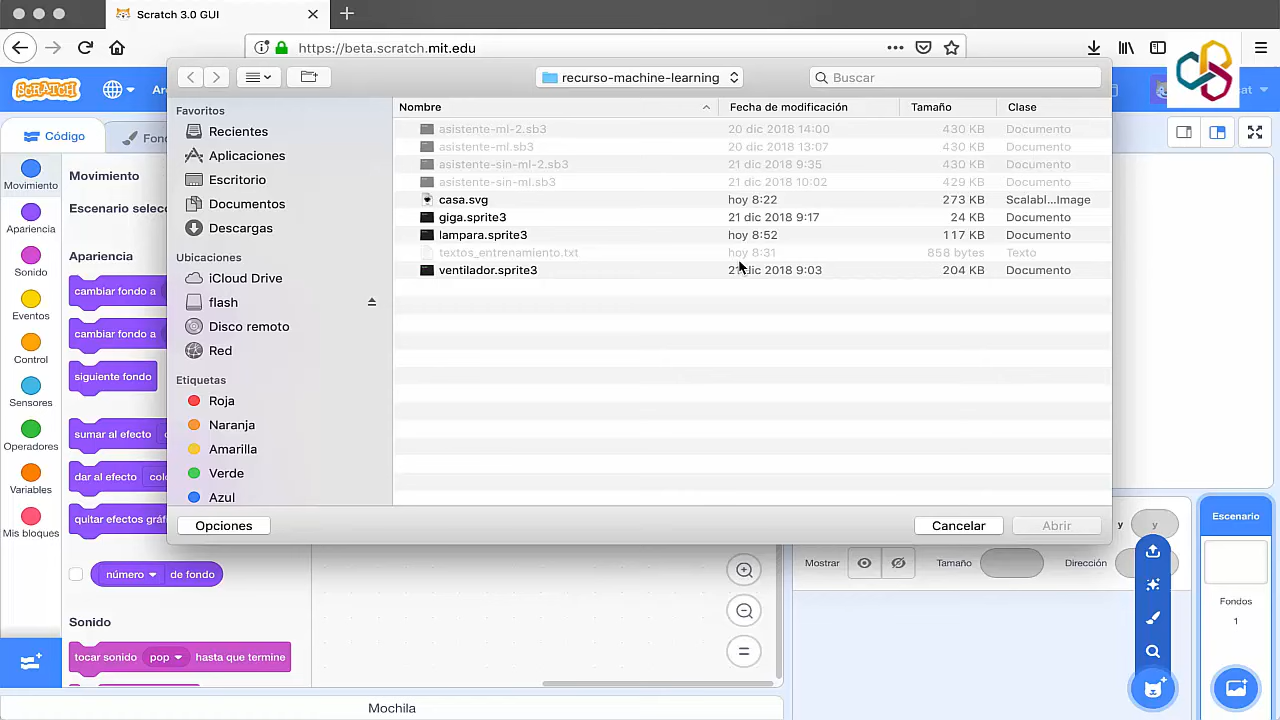 Scratch 3.0 GUI
https://beta.scratch.mit.edu
SCRATCH
Código
Movimiento
Apariencia
Sonido
Eventos
Control
Sensores
Operadores
Variables
Mis bloques
Movimiento
Apariencia
cambiar fondo a
cambiar fondo a
siguiente fondo
sumar al efecto
dar al efecto
quitar efectos
número de fondo
Sonido
tocar sonido pop hasta que termine
Mochila
recurso-machine-learning
Buscar
Favoritos
Recientes
Aplicaciones
Escritorio
Documentos
Descargas
Ubicaciones
iCloud Drive
flash
Disco remoto
Red
Etiquetas
Roja
Naranja
Amarilla
Verde
Azul
Nombre Fecha de modificación Tamaño Clase
asistente-ml-2.sb3 20 dic 2018 14:00 430 KB Documento
asistente-ml.sb3 20 dic 2018 13:07 430 KB Documento
asistente-sin-ml-2.sb3 21 dic 2018 9:35 430 KB Documento
asistente-sin-ml.sb3 21 dic 2018 10:02 429 KB Documento
casa.svg hoy 8:22 273 KB Scalabl...Image
giga.sprite3 21 dic 2018 9:17 24 KB Documento
lampara.sprite3 hoy 8:52 117 KB Documento
textos_entrenamiento.txt hoy 8:31 858 bytes Texto
ventilador.sprite3 21 dic 2018 9:03 204 KB Documento
Opciones
Cancelar
Abrir
y y
Mostrar Tamaño Dirección
Escenario
Fondos
1